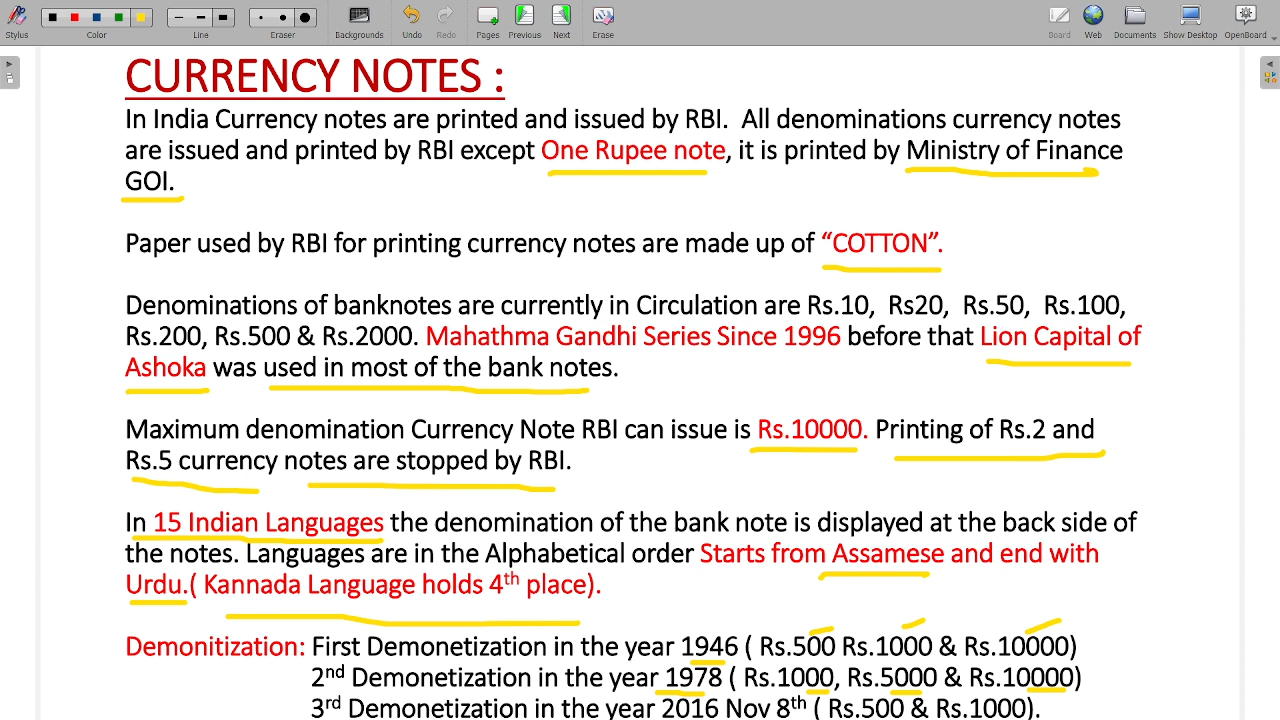 Stylus Color Line Eraser Backgrounds Undo Redo Pages Previous Next Erase Board Web Documents Show Desktop OpenBoard
CURRENCY NOTES :
In India Currency notes are printed and issued by RBI. All denominations currency notes
are issued and printed by RBI except One Rupee note, it is printed by Ministry of Finance
GOI.
Paper used by RBI for printing currency notes are made up of “COTTON”.
Denominations of banknotes are currently in Circulation are Rs.10, Rs20, Rs.50, Rs.100,
Rs.200, Rs.500 & Rs.2000. Mahathma Gandhi Series Since 1996 before that Lion Capital of
Ashoka was used in most of the bank notes.
Maximum denomination Currency Note RBI can issue is Rs.10000. Printing of Rs.2 and
Rs.5 currency notes are stopped by RBI.
In 15 Indian Languages the denomination of the bank note is displayed at the back side of
the notes. Languages are in the Alphabetical order Starts from Assamese and end with
Urdu.( Kannada Language holds 4th place).
Demonitization: First Demonetization in the year 1946 ( Rs.500 Rs.1000 & Rs.10000)
2nd Demonetization in the year 1978 ( Rs.1000, Rs.5000 & Rs.10000)
3rd Demonetization in the year 2016 Nov 8th ( Rs.500 & Rs.1000).